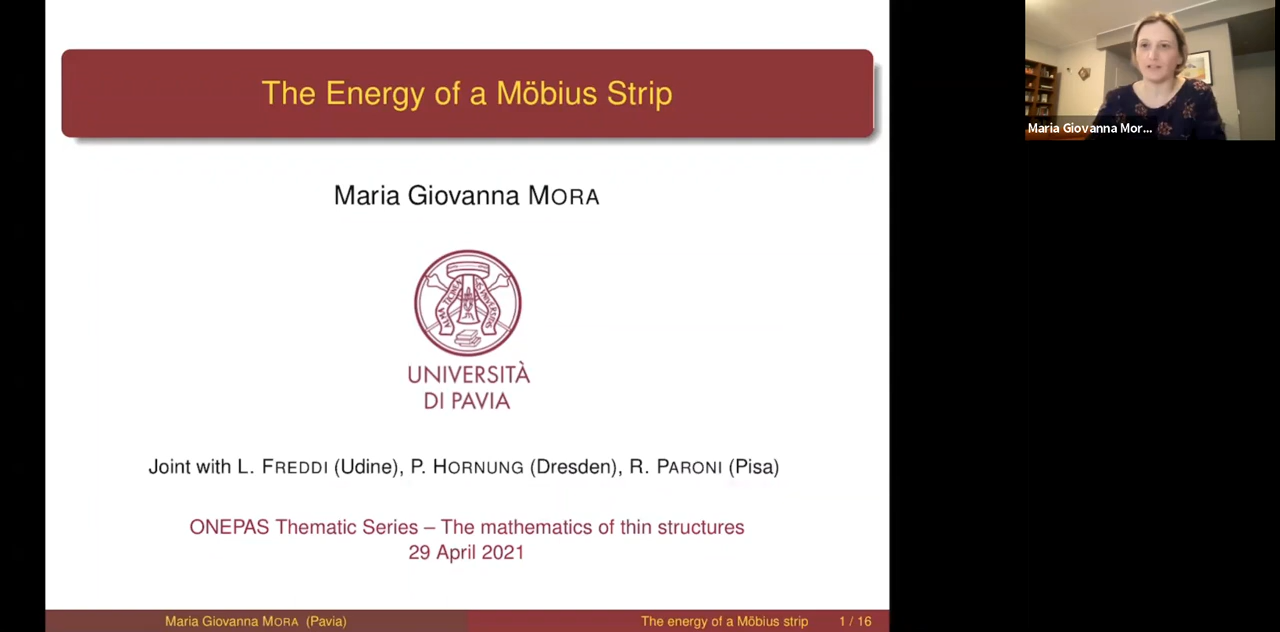 The Energy of a Möbius Strip
Maria Giovanna MORA
UNIVERSITÀ
DI PAVIA
Joint with L. FREDDI (Udine), P. HORNUNG (Dresden), R. PARONI (Pisa)
ONEPAS Thematic Series – The mathematics of thin structures
29 April 2021
Maria Giovanna MORA (Pavia)
The energy of a Möbius strip 1 / 16
Maria Giovanna Mor...